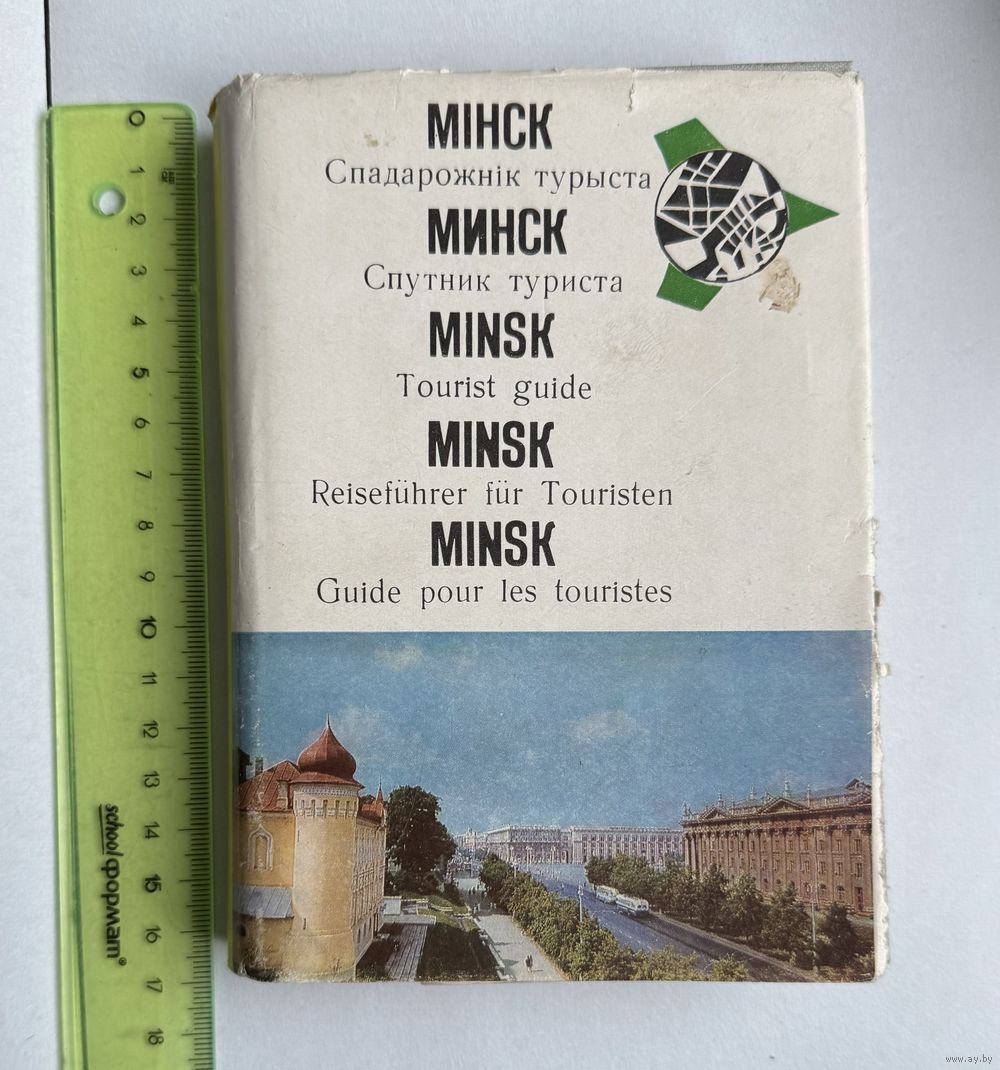 МІНСК
Спадарожнік турыста
МИНСК
Спутник туриста
MINSK
Tourist guide
MINSK
Reiseführer für Touristen
MINSK
Guide pour les touristes
0
1
2
3
4
5
6
7
8
9
10
11
12
13
14
15
16
17
18
school формат®
www.ay.by